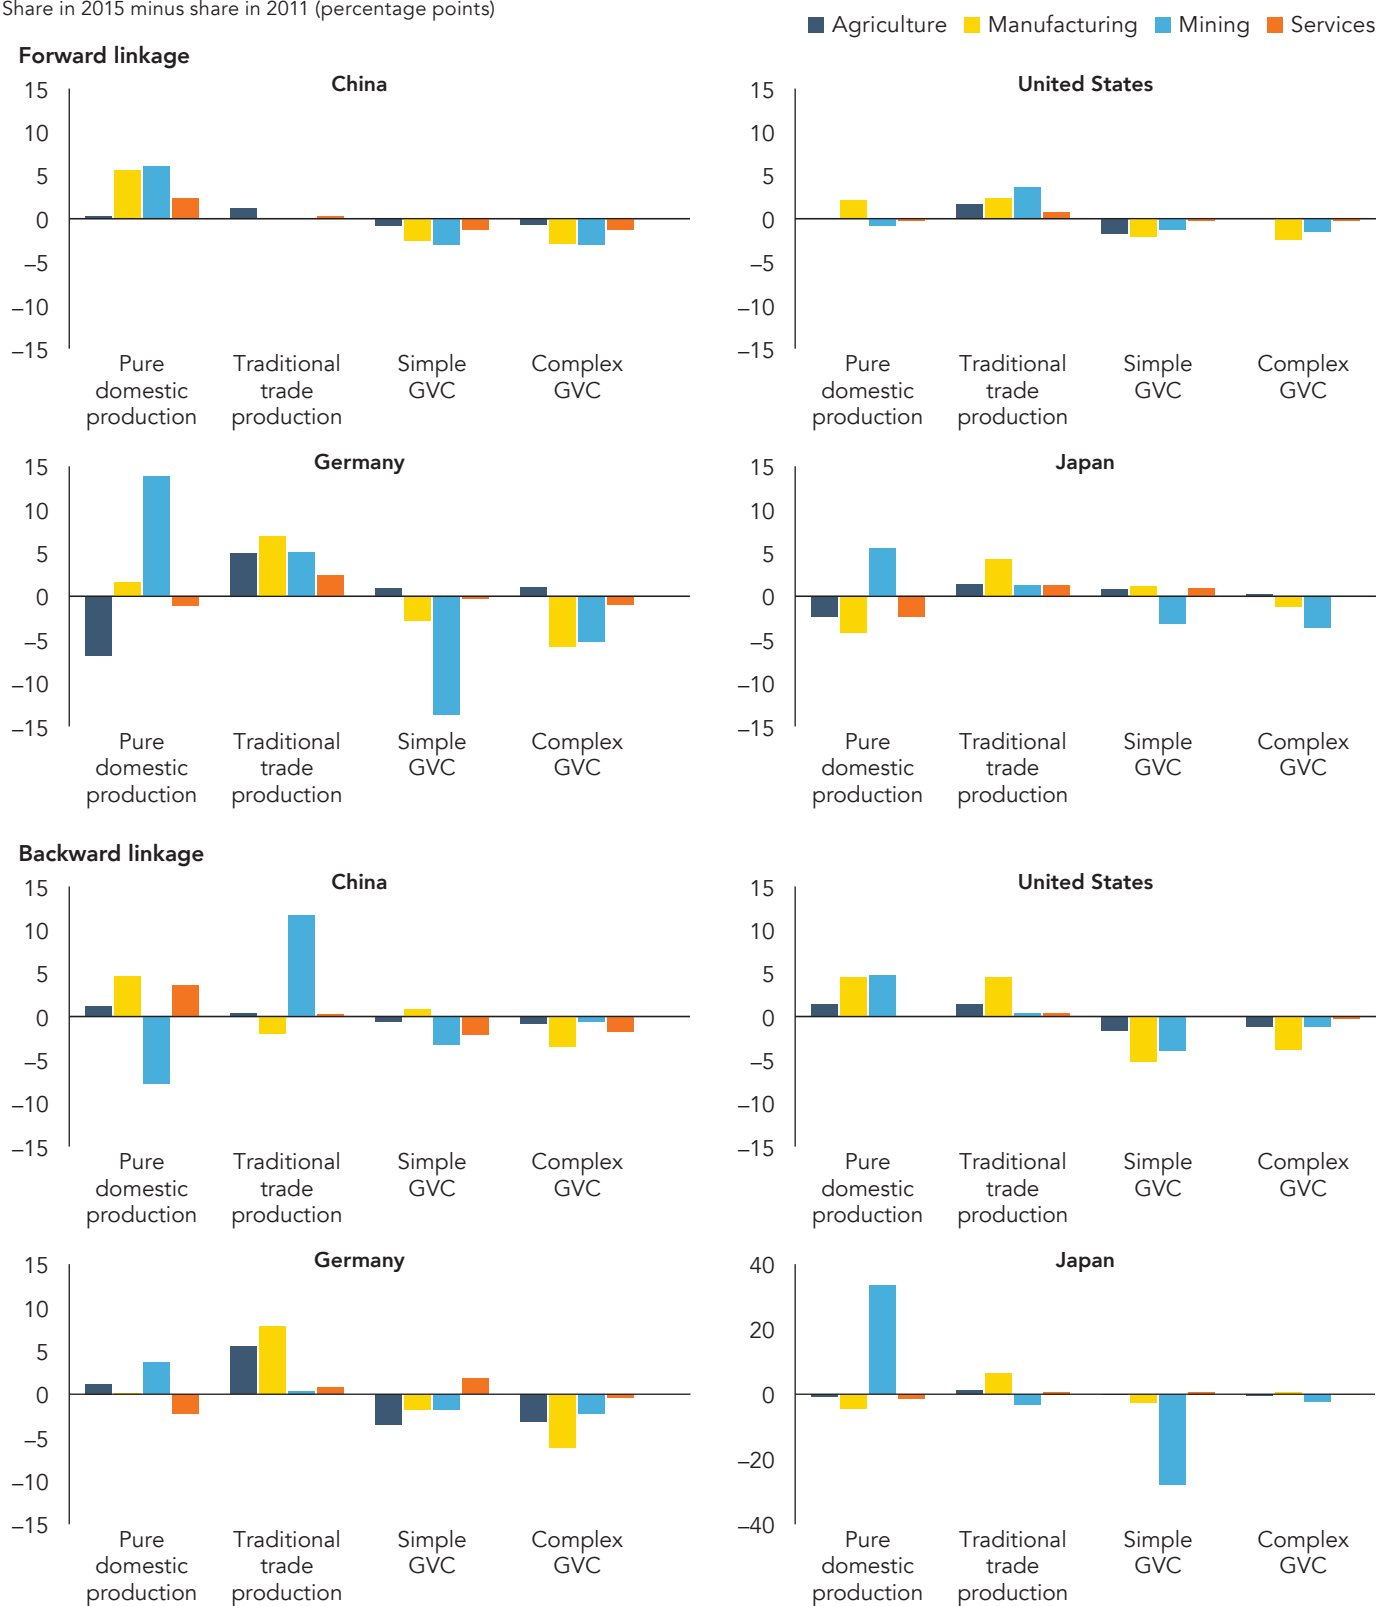 Share in 2015 minus share in 2011 (percentage points)
Agriculture Manufacturing Mining Services
Forward linkage
China
15
10
5
0
–5
–10
–15
Pure domestic production
Traditional trade production
Simple GVC
Complex GVC
United States
15
10
5
0
–5
–10
–15
Pure domestic production
Traditional trade production
Simple GVC
Complex GVC
Germany
15
10
5
0
–5
–10
–15
Pure domestic production
Traditional trade production
Simple GVC
Complex GVC
Japan
15
10
5
0
–5
–10
–15
Pure domestic production
Traditional trade production
Simple GVC
Complex GVC
Backward linkage
China
15
10
5
0
–5
–10
–15
Pure domestic production
Traditional trade production
Simple GVC
Complex GVC
United States
15
10
5
0
–5
–10
–15
Pure domestic production
Traditional trade production
Simple GVC
Complex GVC
Germany
15
10
5
0
–5
–10
–15
Pure domestic production
Traditional trade production
Simple GVC
Complex GVC
Japan
40
20
0
–20
–40
Pure domestic production
Traditional trade production
Simple GVC
Complex GVC